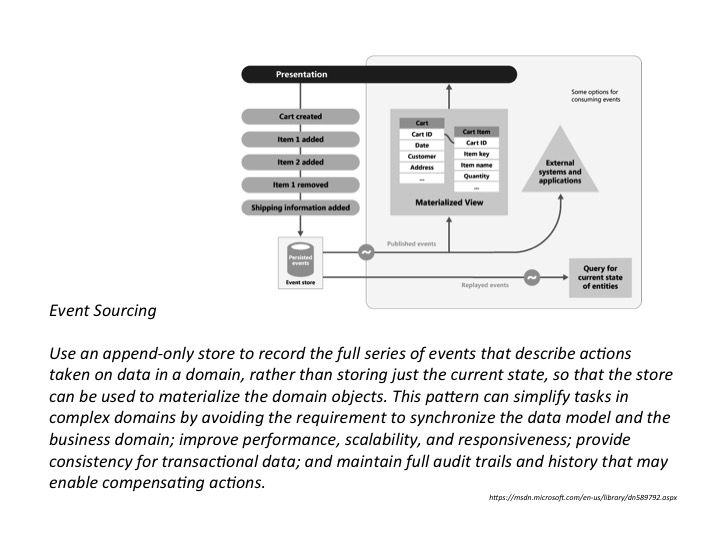 Presentation
Some options for
consuming events
Cart created
Item 1 added
Item 2 added
Item 1 removed
Shipping information added
Cart
Cart ID
Date
Customer
Address
...
Cart Item
Cart ID
Item key
Item name
Quantity
...
Materialized View
External
systems and
applications
Persisted
events
Event store
Published events
Replayed events
Query for
current state
of entities
Event Sourcing
Use an append-only store to record the full series of events that describe actions
taken on data in a domain, rather than storing just the current state, so that the store
can be used to materialize the domain objects. This pattern can simplify tasks in
complex domains by avoiding the requirement to synchronize the data model and the
business domain; improve performance, scalability, and responsiveness; provide
consistency for transactional data; and maintain full audit trails and history that may
enable compensating actions.
https://msdn.microsoft.com/en-us/library/dn589792.aspx